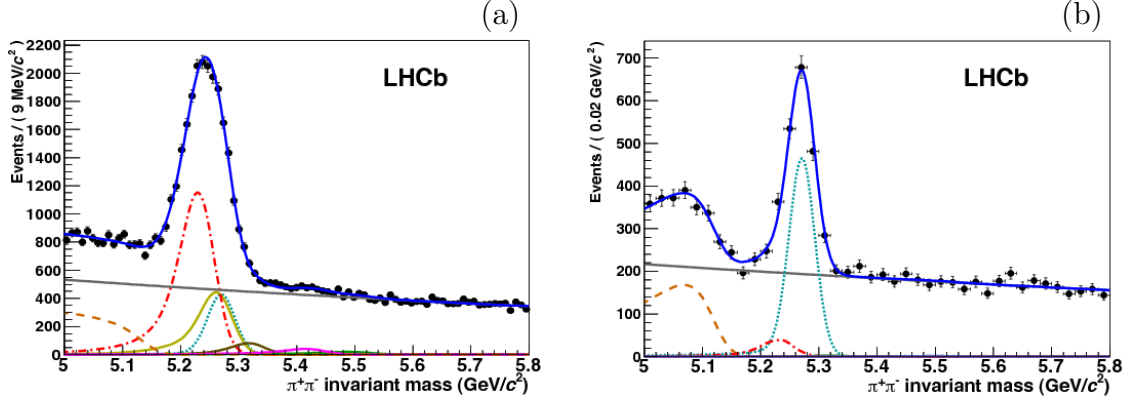 (a)
Events / ( 9 MeV/c² )
2200
2000
1800
1600
1400
1200
1000
800
600
400
200
0
LHCb
5 5.1 5.2 5.3 5.4 5.5 5.6 5.7 5.8
π⁺π⁻ invariant mass (GeV/c²)
(b)
Events / ( 0.02 GeV/c² )
700
600
500
400
300
200
100
0
LHCb
5 5.1 5.2 5.3 5.4 5.5 5.6 5.7 5.8
π⁺π⁻ invariant mass (GeV/c²)